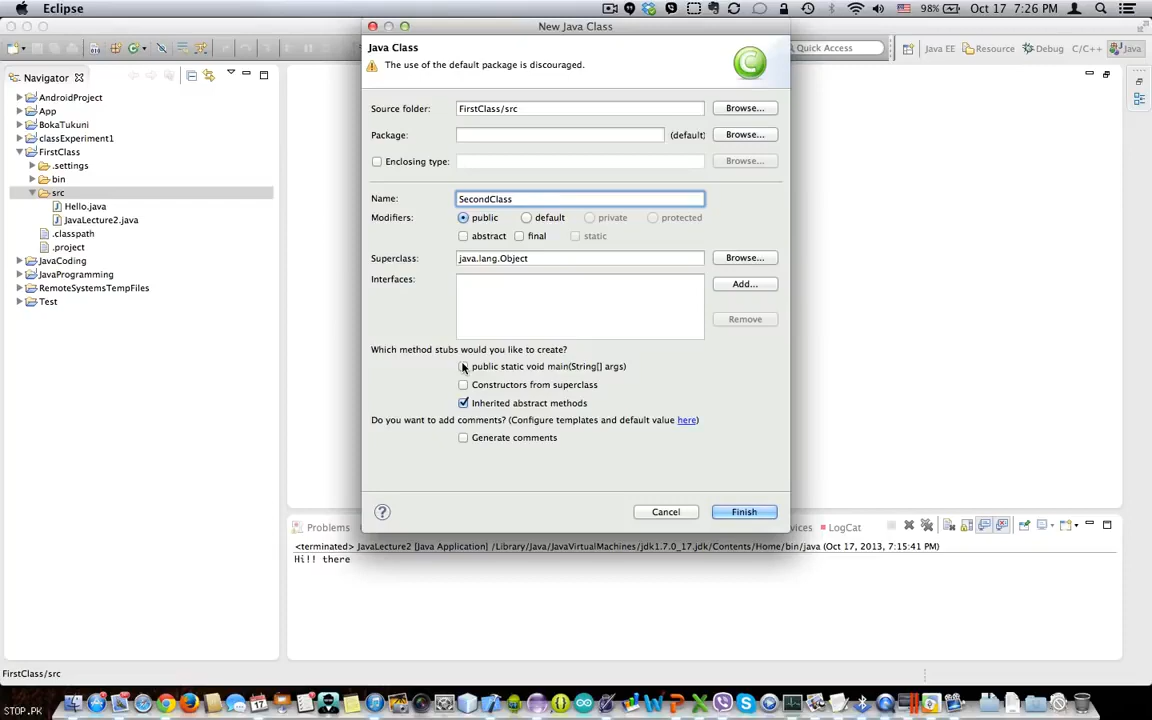 Eclipse
98%
Oct 17 7:26 PM
New Java Class
Java Class
The use of the default package is discouraged.
Quick Access
Java EE
Resource
Debug
C/C++
Java
Navigator
AndroidProject
App
BokaTukuni
classExperiment1
FirstClass
.settings
bin
src
Hello.java
JavaLecture2.java
.classpath
.project
JavaCoding
JavaProgramming
RemoteSystemsTempFiles
Test
Source folder: FirstClass/src Browse...
Package: (default) Browse...
Enclosing type: Browse...
Name: SecondClass
Modifiers: public default private protected
abstract final static
Superclass: java.lang.Object Browse...
Interfaces: Add...
Remove
Which method stubs would you like to create?
public static void main(String[] args)
Constructors from superclass
Inherited abstract methods
Do you want to add comments? (Configure templates and default value here)
Generate comments
Cancel Finish
Problems
LogCat
<terminated> JavaLecture2 [Java Application] /Library/Java/JavaVirtualMachines/jdk1.7.0_17.jdk/Contents/Home/bin/java (Oct 17, 2013, 7:15:41 PM)
Hi!! there
FirstClass/src
STOP.PK